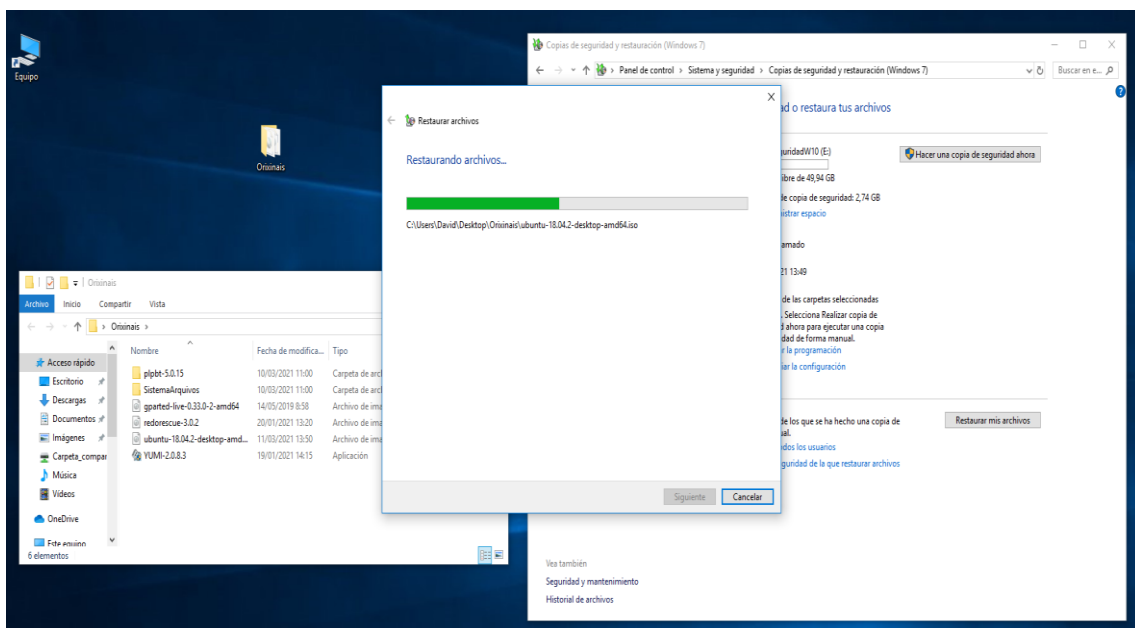 Equipo
Orixinais
Copias de seguridad y restauración (Windows 7)
Panel de control › Sistema y seguridad › Copias de seguridad y restauración (Windows 7)
Buscar en e...
ad o restaura tus archivos
guridadW10 (E:)
Hacer una copia de seguridad ahora
ibre de 49,94 GB
de copia de seguridad: 2,74 GB
istrar espacio
amado
21 13:49
de las carpetas seleccionadas
. Selecciona Realizar copia de
d ahora para ejecutar una copia
dad de forma manual.
r la programación
iar la configuración
de los que se ha hecho una copia de
ual.
Restaurar mis archivos
dos los usuarios
guridad de la que restaurar archivos
Vea también
Seguridad y mantenimiento
Historial de archivos
Restaurar archivos
Restaurando archivos...
C:\Users\David\Desktop\Orixinais\ubuntu-18.04.2-desktop-amd64.iso
Siguiente Cancelar
Orixinais
Archivo Inicio Compartir Vista
Orixinais ›
Nombre Fecha de modifica... Tipo
Acceso rápido
Escritorio
Descargas
Documentos
Imágenes
Carpeta_compar
Música
Vídeos
OneDrive
Este equipo
plpbt-5.0.15 10/03/2021 11:00 Carpeta de arc
SistemaArquivos 10/03/2021 11:00 Carpeta de arc
gparted-live-0.33.0-2-amd64 14/05/2019 8:58 Archivo de ima
redorescue-3.0.2 20/01/2021 13:20 Archivo de ima
ubuntu-18.04.2-desktop-amd... 11/03/2021 13:50 Archivo de ima
YUMI-2.0.8.3 19/01/2021 14:15 Aplicación
6 elementos